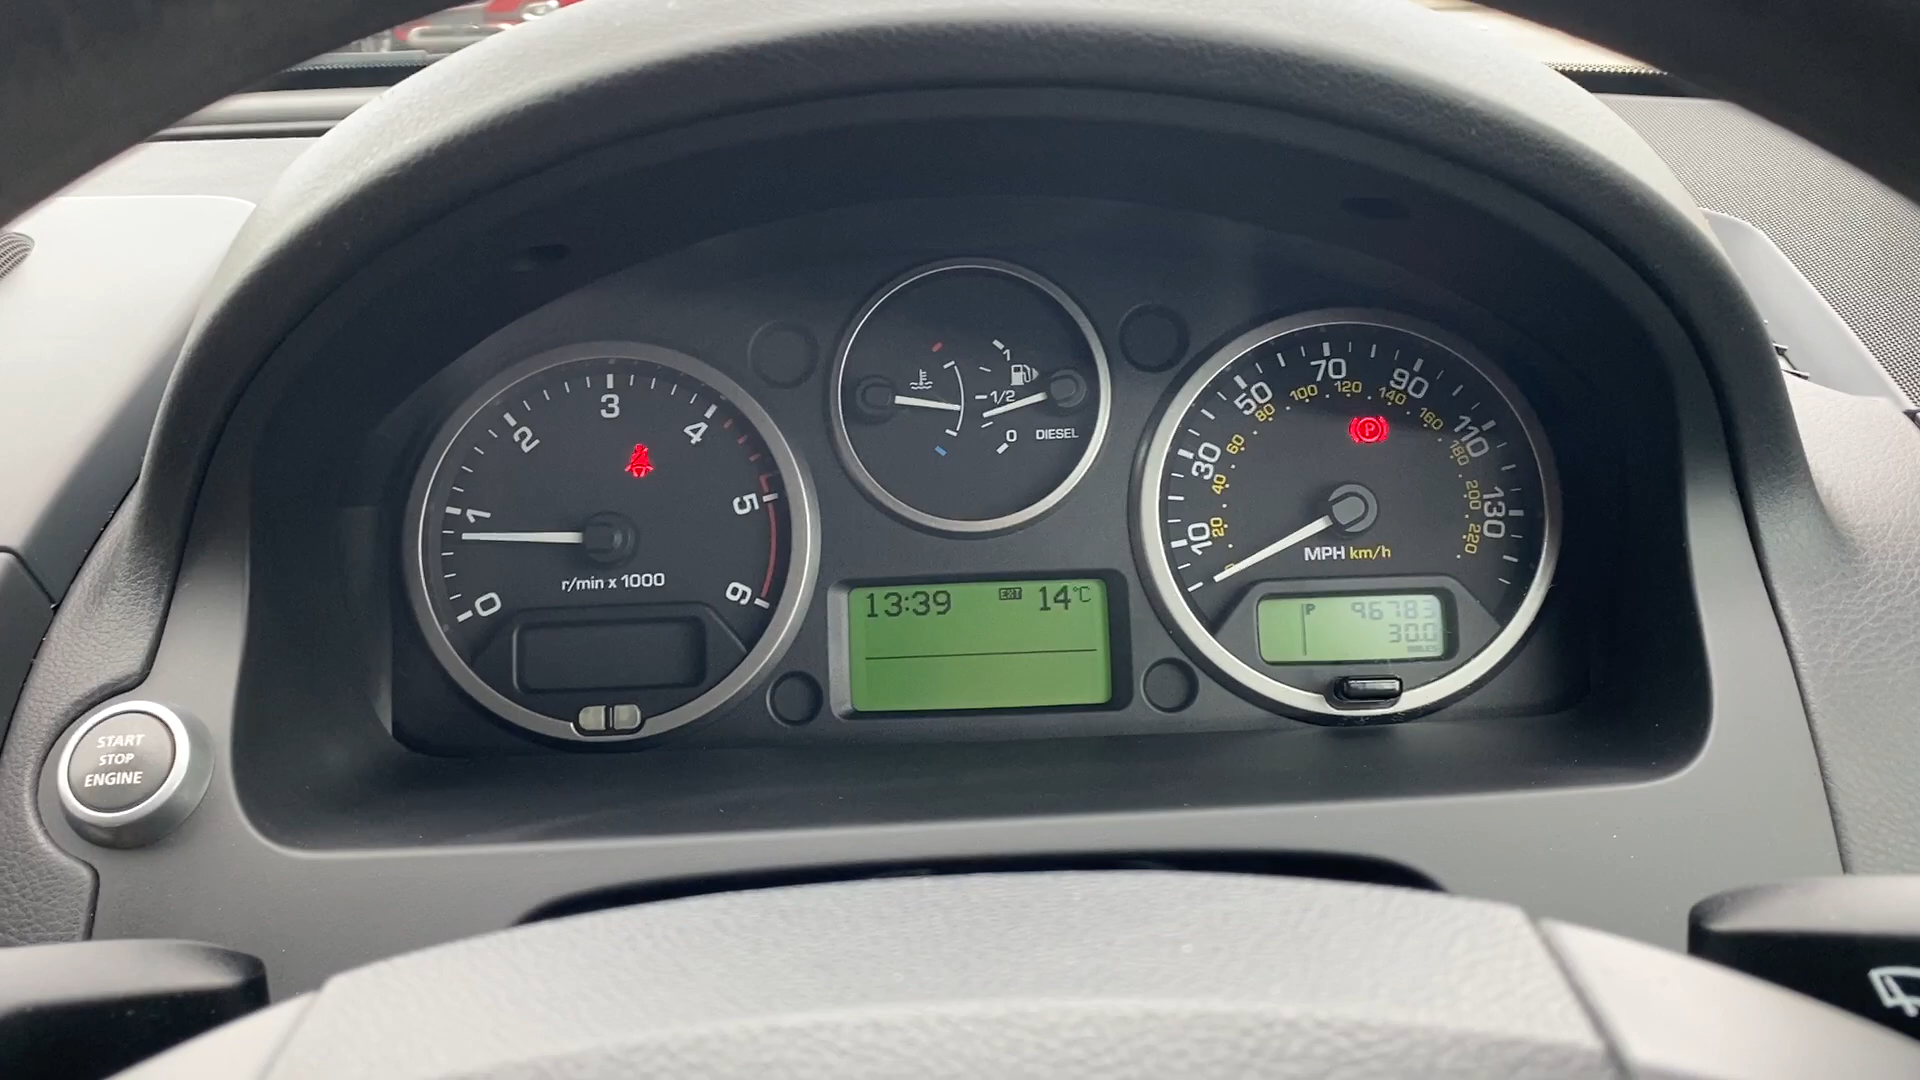 START
STOP
ENGINE
0
1
2
3
4
5
6
r/min x 1000
1
1/2
0
DIESEL
13:39
EXT
14°C
10
30
50
70
90
110
130
20
40
60
80
100
120
140
160
180
200
220
P
MPH km/h
P
96783
30.0
MILES